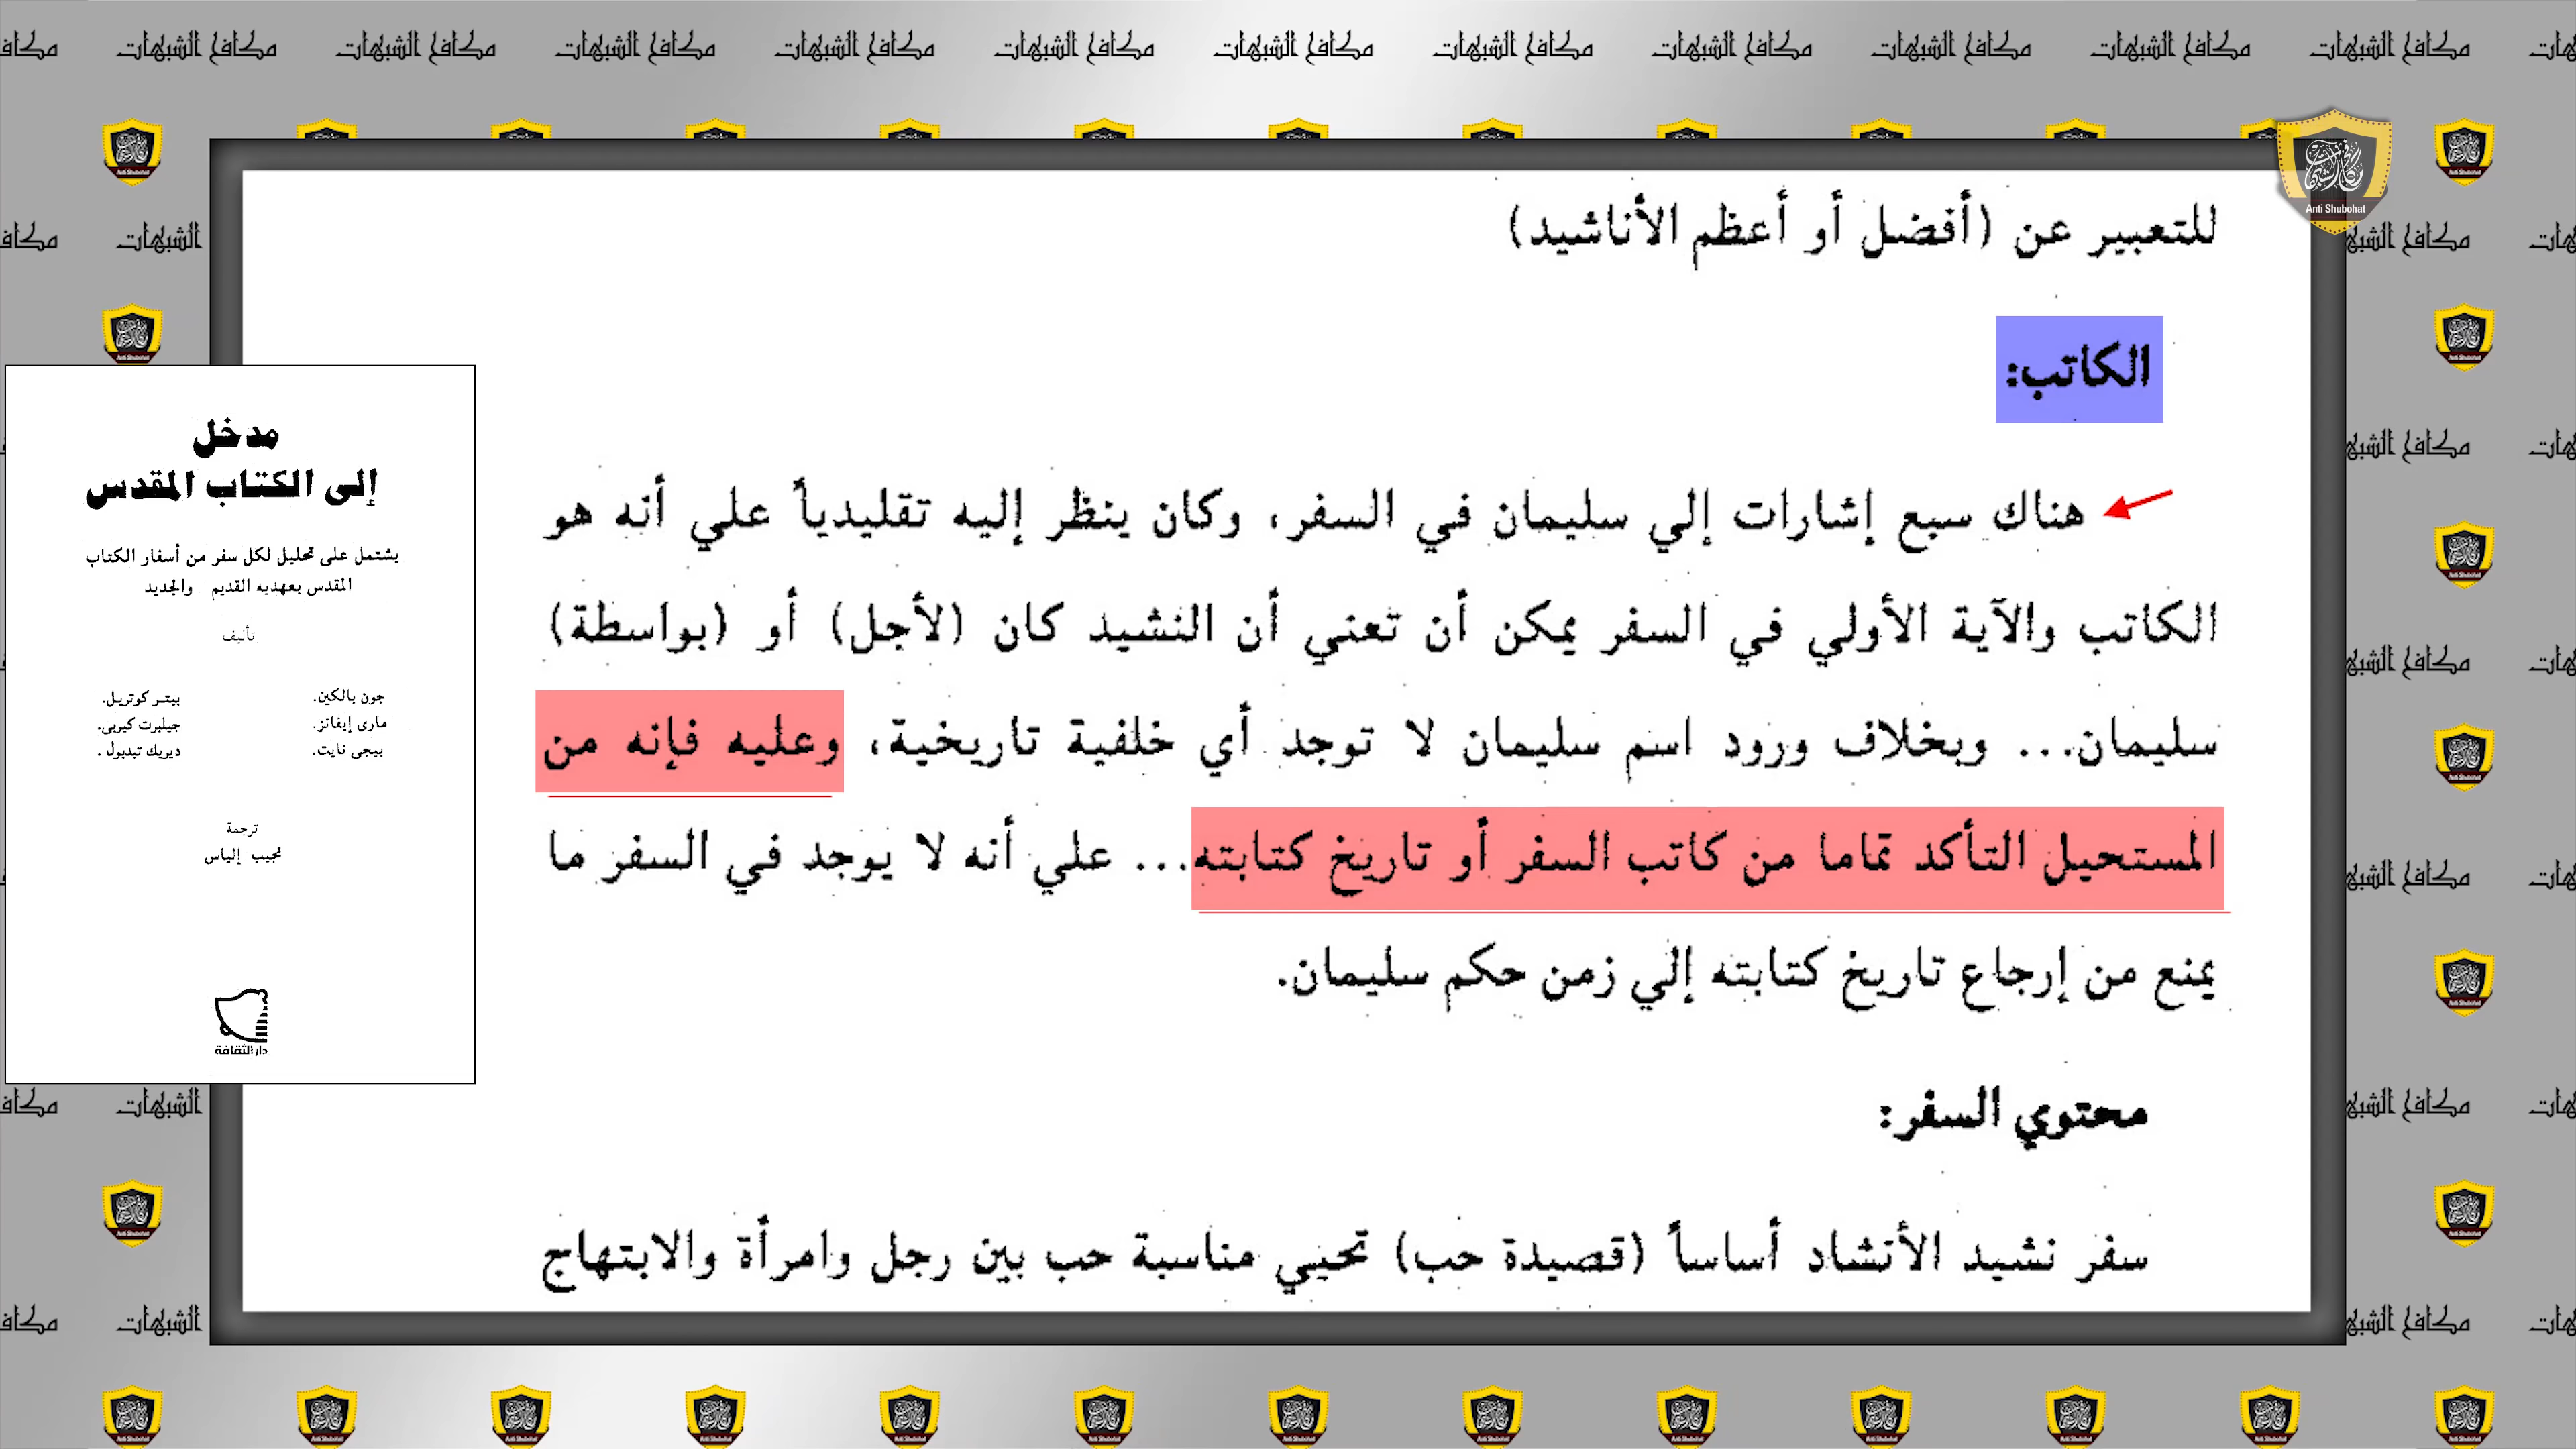 مكافح الشبهات
Anti Shubohat
للتعبير عن (أفضل أو أعظم الأناشيد)
الكاتب:
هناك سبع إشارات إلي سليمان في السفر، وكان ينظر إليه تقليدياً علي أنه هو
الكاتب والآية الأولي في السفر يمكن أن تعني أن النشيد كان (لأجل) أو (بواسطة)
سليمان... وبخلاف ورود اسم سليمان لا توجد أي خلفية تاريخية، وعليه فإنه من
المستحيل التأكد تماما من كاتب السفر أو تاريخ كتابته... علي أنه لا يوجد في السفر ما
يمنع من إرجاع تاريخ كتابته إلي زمن حكم سليمان.
محتوي السفر:
سفر نشيد الأنشاد أساساً (قصيدة حب) تحيي مناسبة حب بين رجل وامرأة والابتهاج
مدخل
إلى الكتاب المقدس
يشتمل على تحليل لكل سفر من أسفار الكتاب
المقدس بعهديه القديم والجديد
تأليف
جون بالكين. بيتر كوتريل.
مارى إيفانز. جيلبرت كيربى.
بيجى نايت. ديريك تيدبول.
ترجمة
نجيب إلياس
دار الثقافة